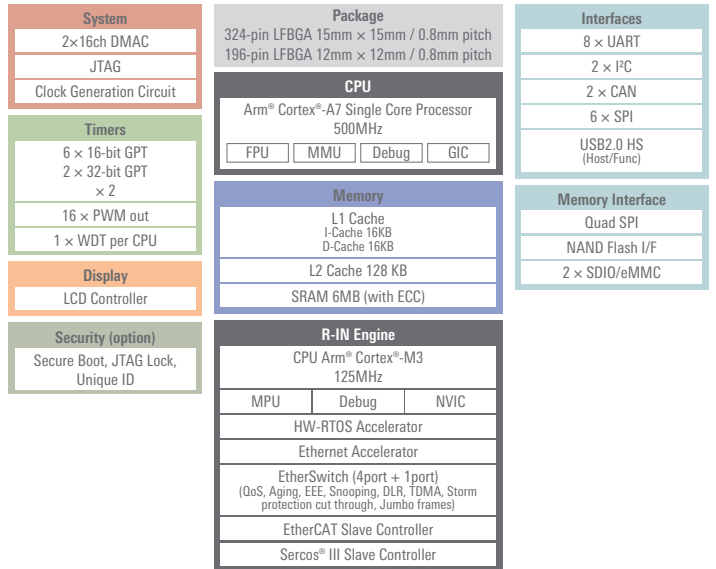 System
2×16ch DMAC
JTAG
Clock Generation Circuit
Timers
6 × 16-bit GPT
2 × 32-bit GPT
× 2
16 × PWM out
1 × WDT per CPU
Display
LCD Controller
Security (option)
Secure Boot, JTAG Lock,
Unique ID
Package
324-pin LFBGA 15mm × 15mm / 0.8mm pitch
196-pin LFBGA 12mm × 12mm / 0.8mm pitch
CPU
Arm® Cortex®-A7 Single Core Processor
500MHz
FPU MMU Debug GIC
Memory
L1 Cache
I-Cache 16KB
D-Cache 16KB
L2 Cache 128 KB
SRAM 6MB (with ECC)
R-IN Engine
CPU Arm® Cortex®-M3
125MHz
MPU Debug NVIC
HW-RTOS Accelerator
Ethernet Accelerator
EtherSwitch (4port + 1port)
(QoS, Aging, EEE, Snooping, DLR, TDMA, Storm
protection cut through, Jumbo frames)
EtherCAT Slave Controller
Sercos® III Slave Controller
Interfaces
8 × UART
2 × I²C
2 × CAN
6 × SPI
USB2.0 HS
(Host/Func)
Memory Interface
Quad SPI
NAND Flash I/F
2 × SDIO/eMMC